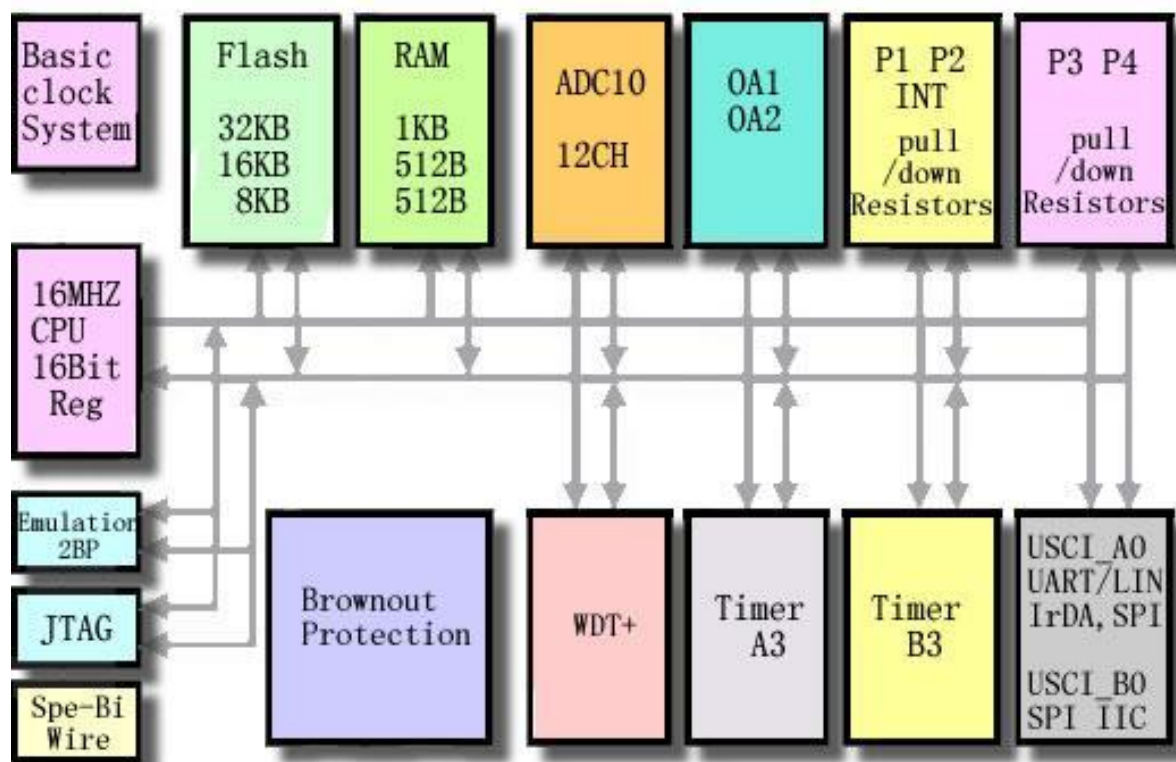 Basic
clock
System
Flash
32KB
16KB
8KB
RAM
1KB
512B
512B
ADC10
12CH
OA1
OA2
P1 P2
INT
pull
/down
Resistors
P3 P4
pull
/down
Resistors
16MHZ
CPU
16Bit
Reg
Emulation
2BP
JTAG
Spe-Bi
Wire
Brownout
Protection
WDT+
Timer
A3
Timer
B3
USCI_A0
UART/LIN
IrDA, SPI
USCI_B0
SPI IIC